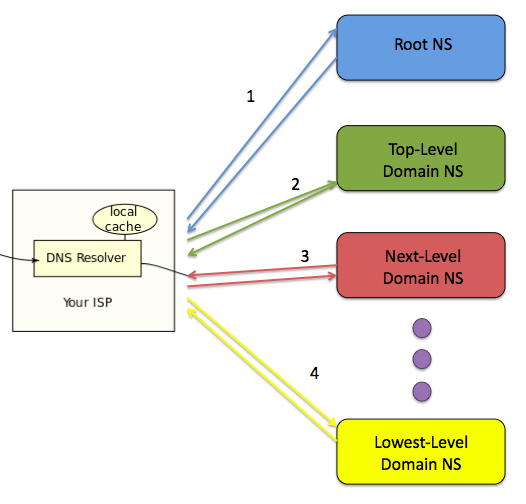 Root NS
1
Top-Level
Domain NS
2
local
cache
DNS Resolver
Your ISP
3
Next-Level
Domain NS
4
Lowest-Level
Domain NS